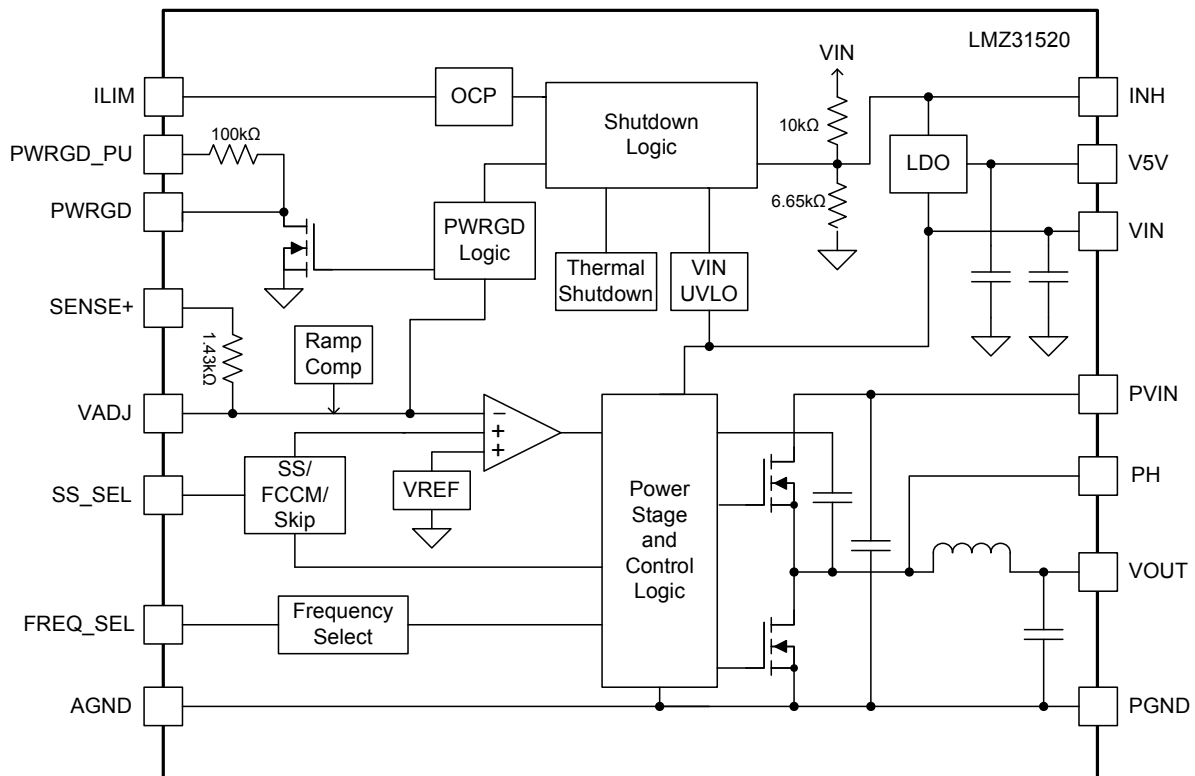 LMZ31520
VIN
ILIM
OCP
Shutdown
Logic
INH
100kΩ
10kΩ
PWRGD_PU
LDO
V5V
PWRGD
PWRGD
Logic
6.65kΩ
VIN
Thermal
Shutdown
VIN
UVLO
SENSE+
1.43kΩ
Ramp
Comp
VADJ
−
+
+
PVIN
SS_SEL
SS/
FCCM/
Skip
VREF
Power
Stage
and
Control
Logic
PH
VOUT
FREQ_SEL
Frequency
Select
AGND
PGND